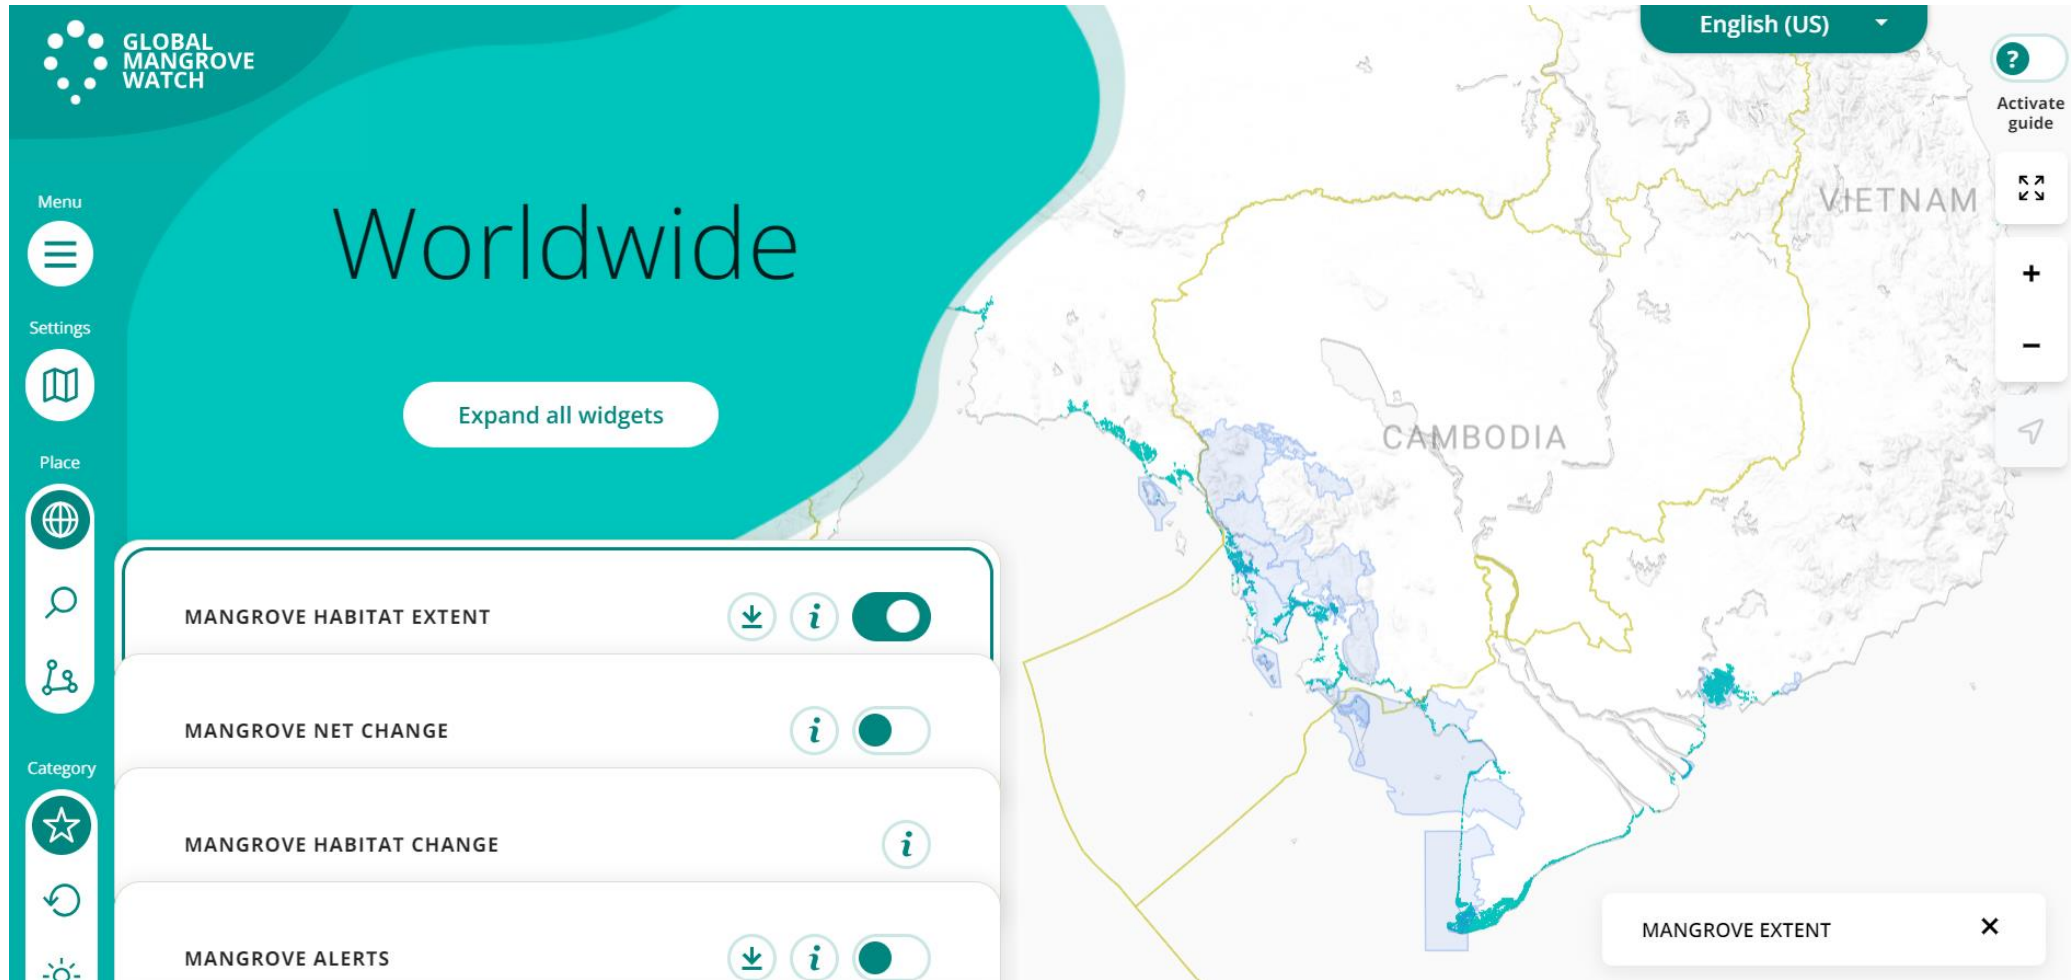 GLOBAL
MANGROVE
WATCH
English (US)
?
Activate
guide
Menu
Settings
Place
Category
Worldwide
Expand all widgets
MANGROVE HABITAT EXTENT
i
MANGROVE NET CHANGE
i
MANGROVE HABITAT CHANGE
i
MANGROVE ALERTS
i
VIETNAM
CAMBODIA
+
−
MANGROVE EXTENT